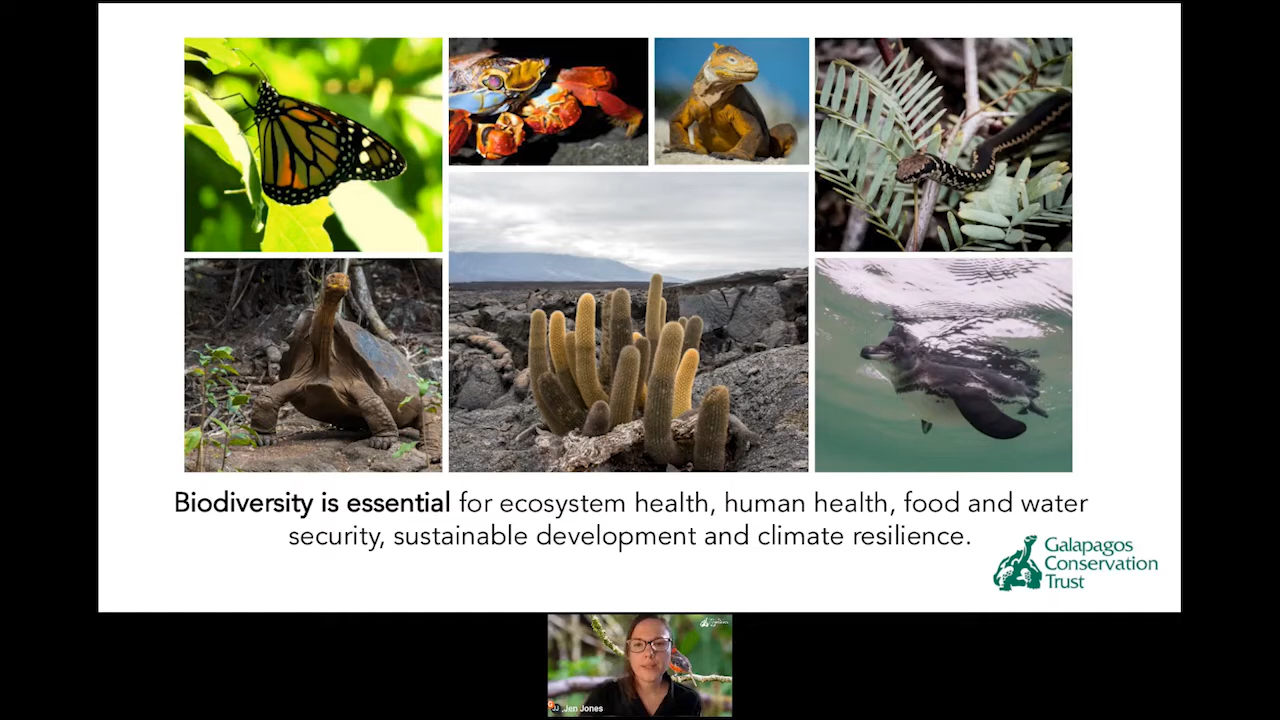 Biodiversity is essential for ecosystem health, human health, food and water
security, sustainable development and climate resilience.
Galapagos
Conservation
Trust
JJ Jen Jones